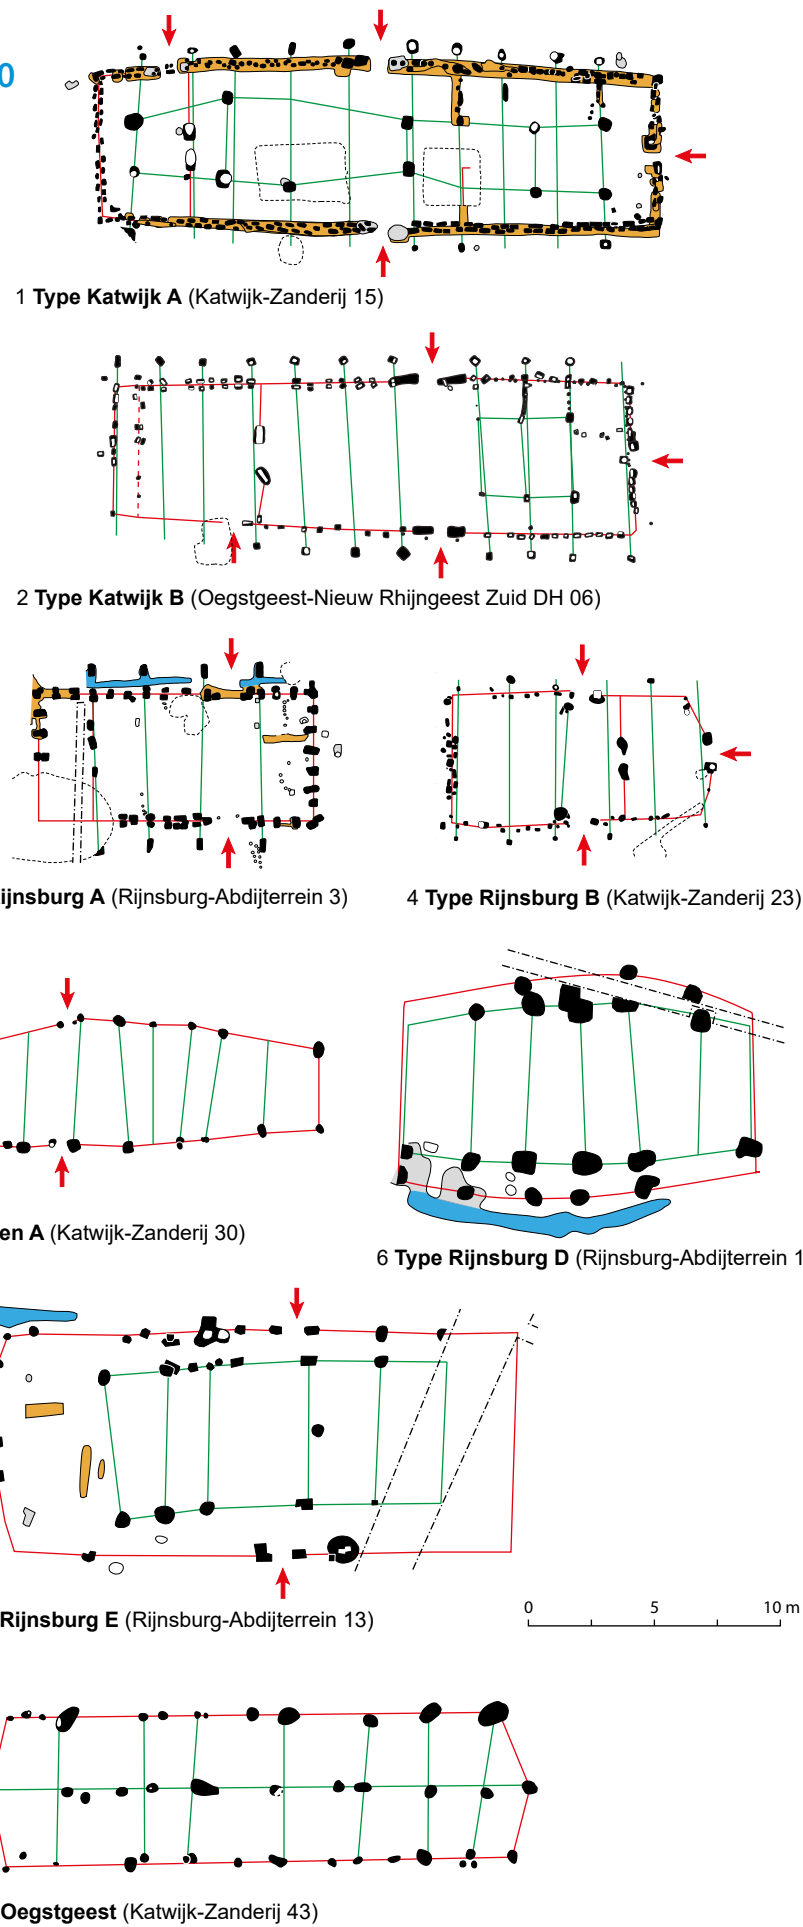 0
1 Type Katwijk A (Katwijk-Zanderij 15)
2 Type Katwijk B (Oegstgeest-Nieuw Rhijngeest Zuid DH 06)
ijnsburg A (Rijnsburg-Abdijterrein 3)
4 Type Rijnsburg B (Katwijk-Zanderij 23)
en A (Katwijk-Zanderij 30)
6 Type Rijnsburg D (Rijnsburg-Abdijterrein 1
Rijnsburg E (Rijnsburg-Abdijterrein 13)
0 5 10 m
Oegstgeest (Katwijk-Zanderij 43)